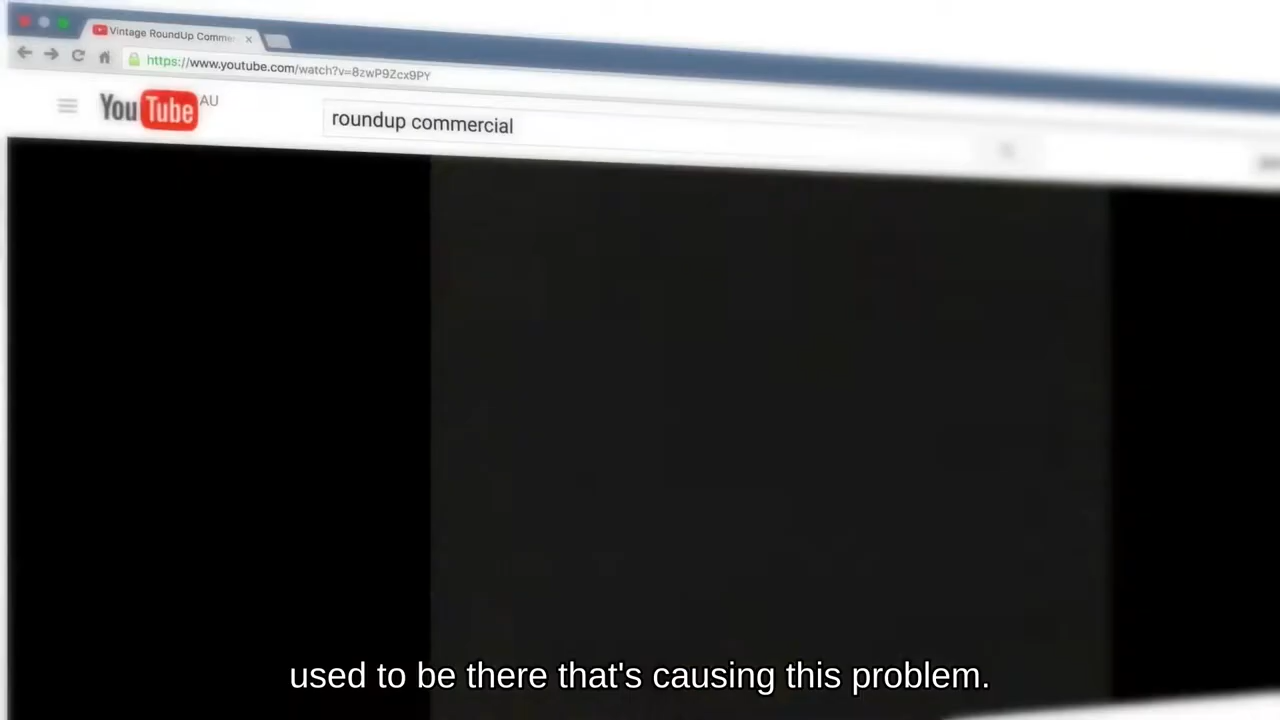 Vintage RoundUp Comme
https://www.youtube.com/watch?v=8zwP9Zcx9PY
YouTube AU
roundup commercial
used to be there that's causing this problem.